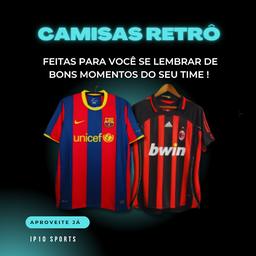 CAMISAS RETRÔ
FEITAS PARA VOCÊ SE LEMBRAR DE
BONS MOMENTOS DO SEU TIME !
unicef
bwin
APROVEITE JÁ
IP10 SPORTS